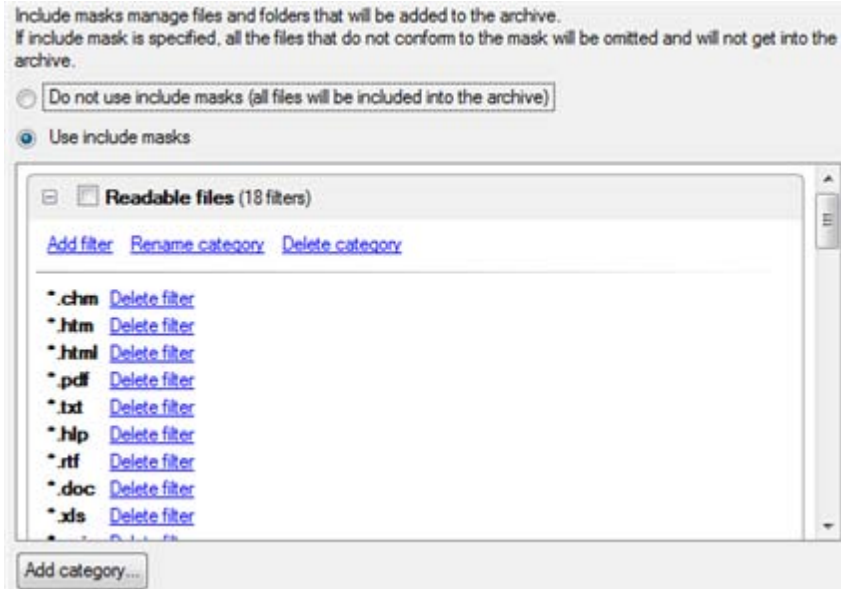 Include masks manage files and folders that will be added to the archive.
If include mask is specified, all the files that do not conform to the mask will be omitted and will not get into the
archive.
Do not use include masks (all files will be included into the archive)
Use include masks
Readable files (18 filters)
Add filter Rename category Delete category
*.chm Delete filter
*.htm Delete filter
*.html Delete filter
*.pdf Delete filter
*.txt Delete filter
*.hlp Delete filter
*.rtf Delete filter
*.doc Delete filter
*.xls Delete filter
Add category...